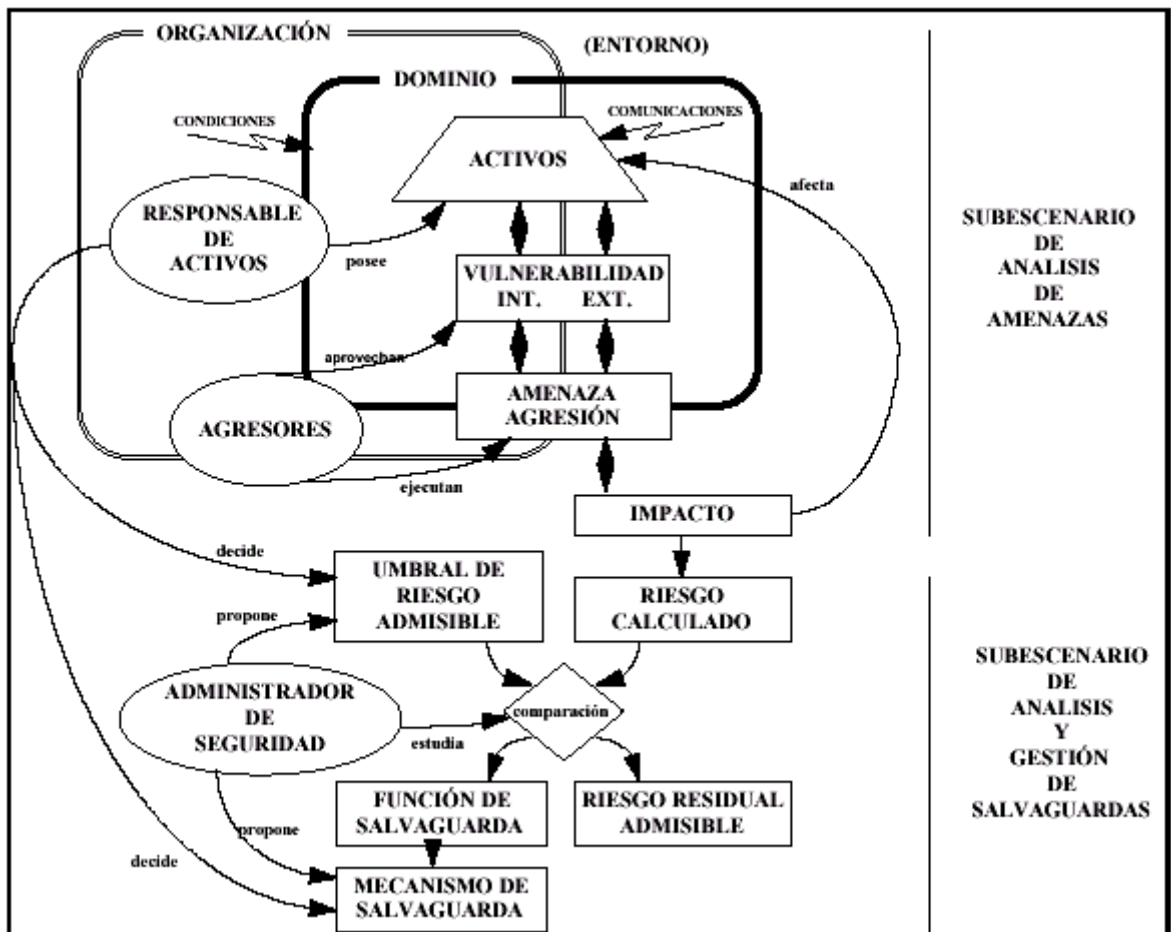 ORGANIZACIÓN
(ENTORNO)
DOMINIO
CONDICIONES
COMUNICACIONES
ACTIVOS
afecta
RESPONSABLE
DE
ACTIVOS
posee
SUBESCENARIO
DE
ANALISIS
DE
AMENAZAS
VULNERABILIDAD
INT. EXT.
aprovechan
AMENAZA
AGRESIÓN
AGRESORES
ejecutan
IMPACTO
decide
UMBRAL DE
RIESGO
ADMISIBLE
RIESGO
CALCULADO
propone
SUBESCENARIO
DE
ANALISIS
Y
GESTIÓN
DE
SALVAGUARDAS
ADMINISTRADOR
DE
SEGURIDAD
comparación
estudia
FUNCIÓN DE
SALVAGUARDA
RIESGO RESIDUAL
ADMISIBLE
propone
decide
MECANISMO DE
SALVAGUARDA